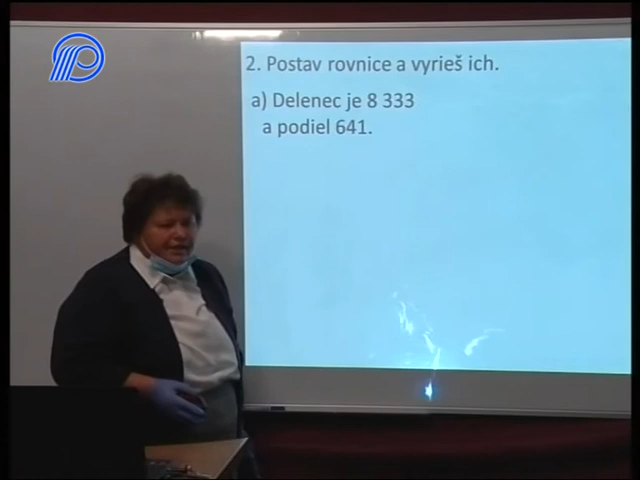 2. Postav rovnice a vyrieš ich.
a) Delenec je 8 333
a podiel 641.